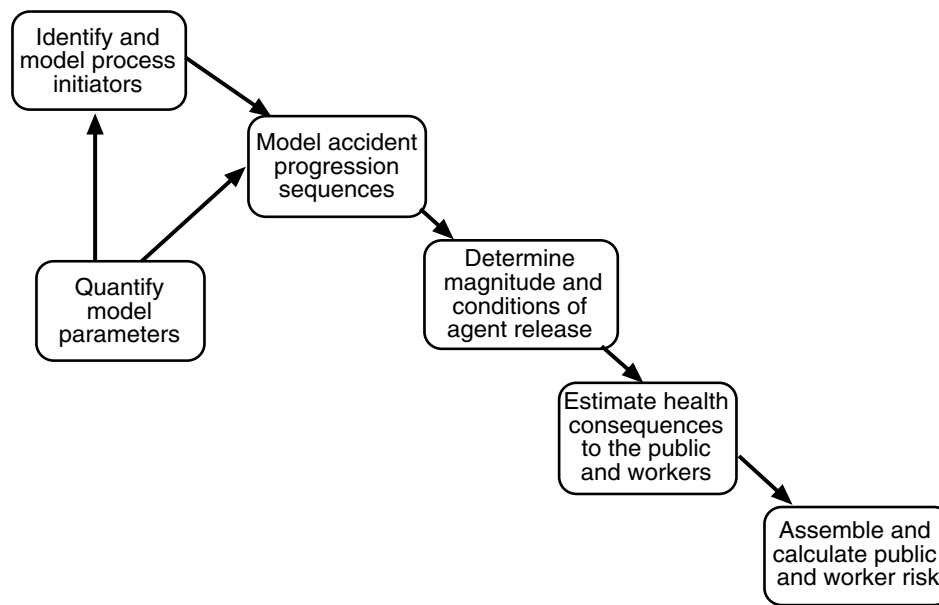 Identify and
model process
initiators
Model accident
progression
sequences
Quantify
model
parameters
Determine
magnitude and
conditions of
agent release
Estimate health
consequences
to the public
and workers
Assemble and
calculate public
and worker risk